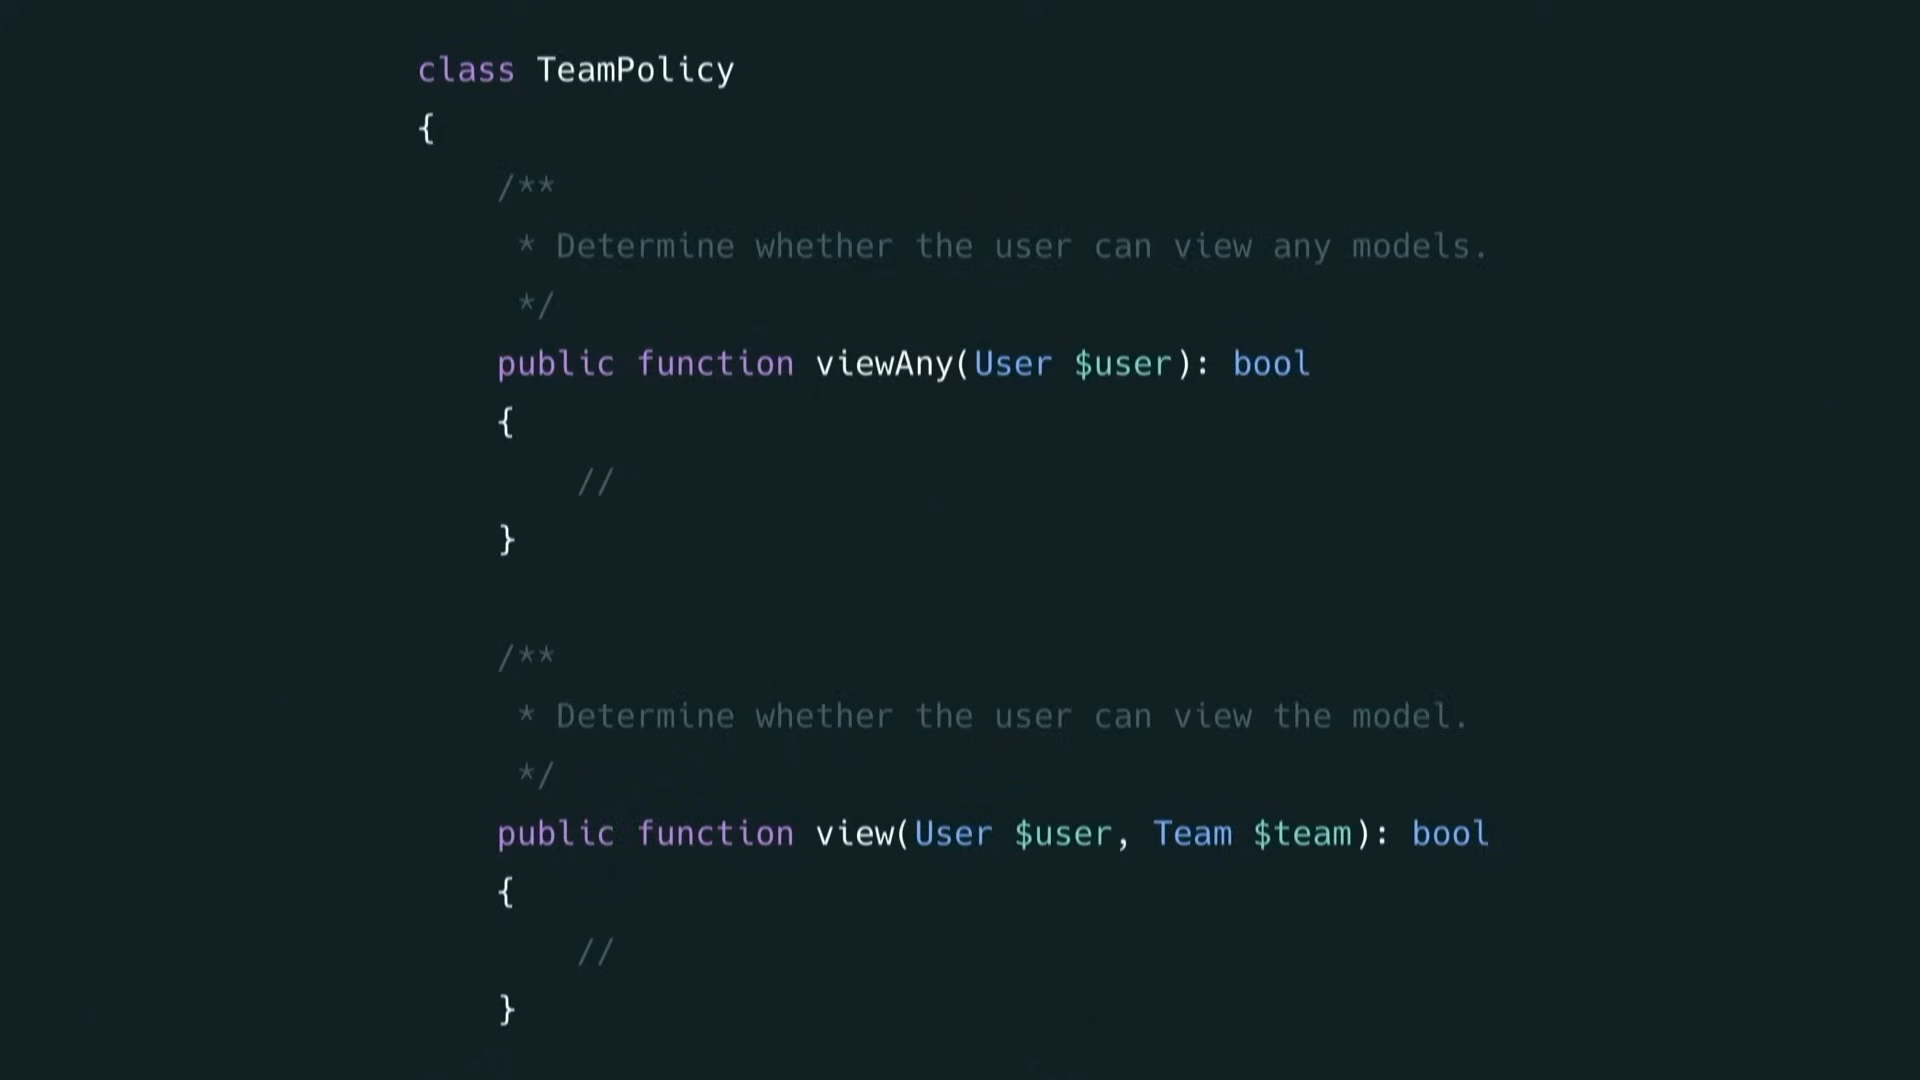 class TeamPolicy
{
    /**
     * Determine whether the user can view any models.
     */
    public function viewAny(User $user): bool
    {
        //
    }

    /**
     * Determine whether the user can view the model.
     */
    public function view(User $user, Team $team): bool
    {
        //
    }